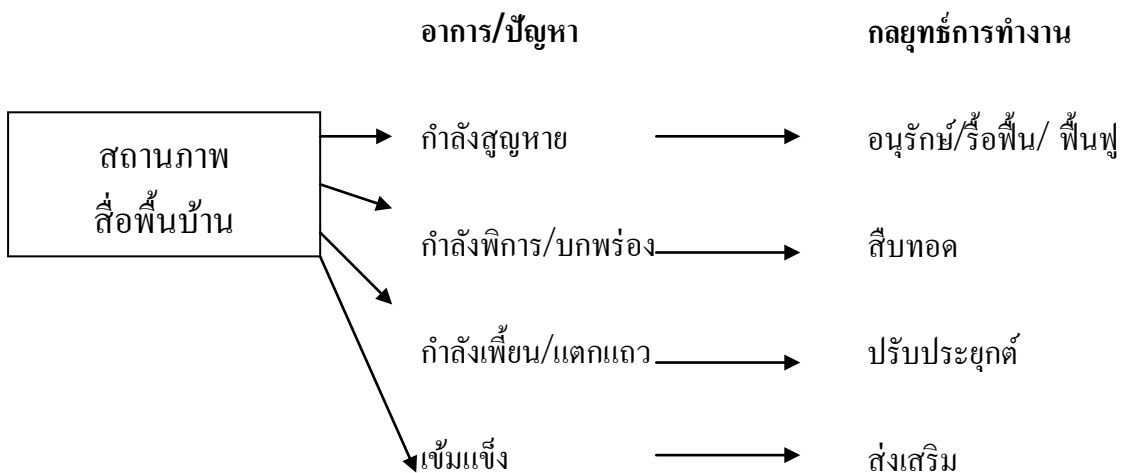 อาการ/ปัญหา กลยุทธ์การทำงาน
สถานภาพ
สื่อพื้นบ้าน
กำลังสูญหาย อนุรักษ์/รื้อฟื้น/ ฟื้นฟู
กำลังพิการ/บกพร่อง สืบทอด
กำลังเพี้ยน/แตกแถว ปรับประยุกต์
เข้มแข็ง ส่งเสริม